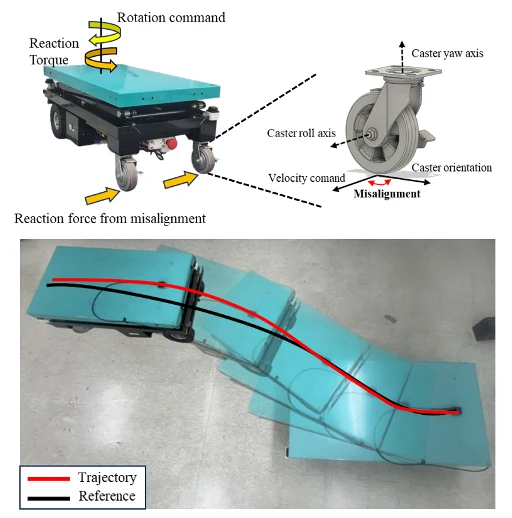 Rotation command
Reaction
Torque
Caster yaw axis
Caster roll axis
Caster orientation
Velocity comand
Misalignment
Reaction force from misalignment
Trajectory
Reference